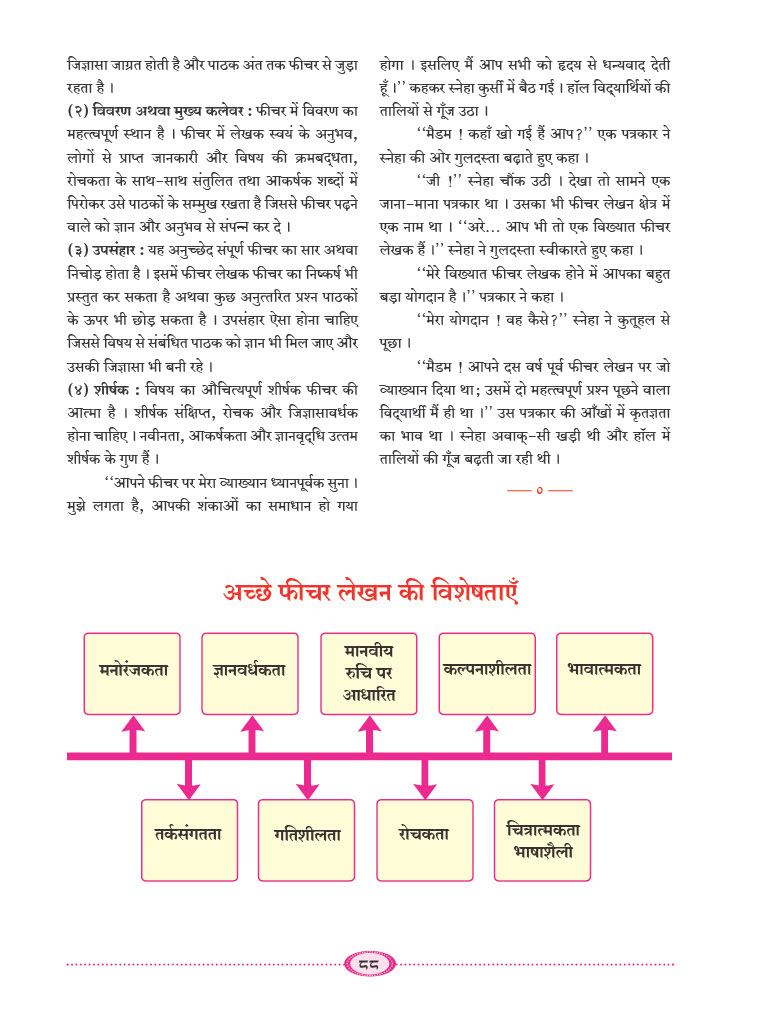 जिज्ञासा जाग्रत होती है और पाठक अंत तक फीचर से जुड़ा
रहता है ।
(२) विवरण अथवा मुख्य कलेवर : फीचर में विवरण का
महत्त्वपूर्ण स्थान है । फीचर में लेखक स्वयं के अनुभव,
लोगों से प्राप्त जानकारी और विषय की क्रमबद्धता,
रोचकता के साथ-साथ संतुलित तथा आकर्षक शब्दों में
पिरोकर उसे पाठकों के सम्मुख रखता है जिससे फीचर पढ़ने
वाले को ज्ञान और अनुभव से संपन्न कर दे ।
(३) उपसंहार : यह अनुच्छेद संपूर्ण फीचर का सार अथवा
निचोड़ होता है । इसमें फीचर लेखक फीचर का निष्कर्ष भी
प्रस्तुत कर सकता है अथवा कुछ अनुत्तरित प्रश्न पाठकों
के ऊपर भी छोड़ सकता है । उपसंहार ऐसा होना चाहिए
जिससे विषय से संबंधित पाठक को ज्ञान भी मिल जाए और
उसकी जिज्ञासा भी बनी रहे ।
(४) शीर्षक : विषय का औचित्यपूर्ण शीर्षक फीचर की
आत्मा है । शीर्षक संक्षिप्त, रोचक और जिज्ञासावर्धक
होना चाहिए । नवीनता, आकर्षकता और ज्ञानवृद्धि उत्तम
शीर्षक के गुण हैं ।
‘‘आपने फीचर पर मेरा व्याख्यान ध्यानपूर्वक सुना ।
मुझे लगता है, आपकी शंकाओं का समाधान हो गया
होगा । इसलिए मैं आप सभी को हृदय से धन्यवाद देती
हूँ ।’’ कहकर स्नेहा कुर्सी में बैठ गई । हॉल विद्यार्थियों की
तालियों से गूँज उठा ।
‘‘मैडम ! कहाँ खो गई हैं आप?’’ एक पत्रकार ने
स्नेहा की ओर गुलदस्ता बढ़ाते हुए कहा ।
‘‘जी !’’ स्नेहा चौंक उठी । देखा तो सामने एक
जाना-माना पत्रकार था । उसका भी फीचर लेखन क्षेत्र में
एक नाम था । ‘‘अरे... आप भी तो एक विख्यात फीचर
लेखक हैं ।’’ स्नेहा ने गुलदस्ता स्वीकारते हुए कहा ।
‘‘मेरे विख्यात फीचर लेखक होने में आपका बहुत
बड़ा योगदान है ।’’ पत्रकार ने कहा ।
‘‘मेरा योगदान ! वह कैसे?’’ स्नेहा ने कुतूहल से
पूछा ।
‘‘मैडम ! आपने दस वर्ष पूर्व फीचर लेखन पर जो
व्याख्यान दिया था; उसमें दो महत्त्वपूर्ण प्रश्न पूछने वाला
विद्यार्थी मैं ही था ।’’ उस पत्रकार की आँखों में कृतज्ञता
का भाव था । स्नेहा अवाक्-सी खड़ी थी और हॉल में
तालियों की गूँज बढ़ती जा रही थी ।
—— ० ——
अच्छे फीचर लेखन की विशेषताएँ
मनोरंजकता
ज्ञानवर्धकता
मानवीय
रुचि पर
आधारित
कल्पनाशीलता
भावात्मकता
तर्कसंगतता
गतिशीलता
रोचकता
चित्रात्मकता
भाषाशैली
८८